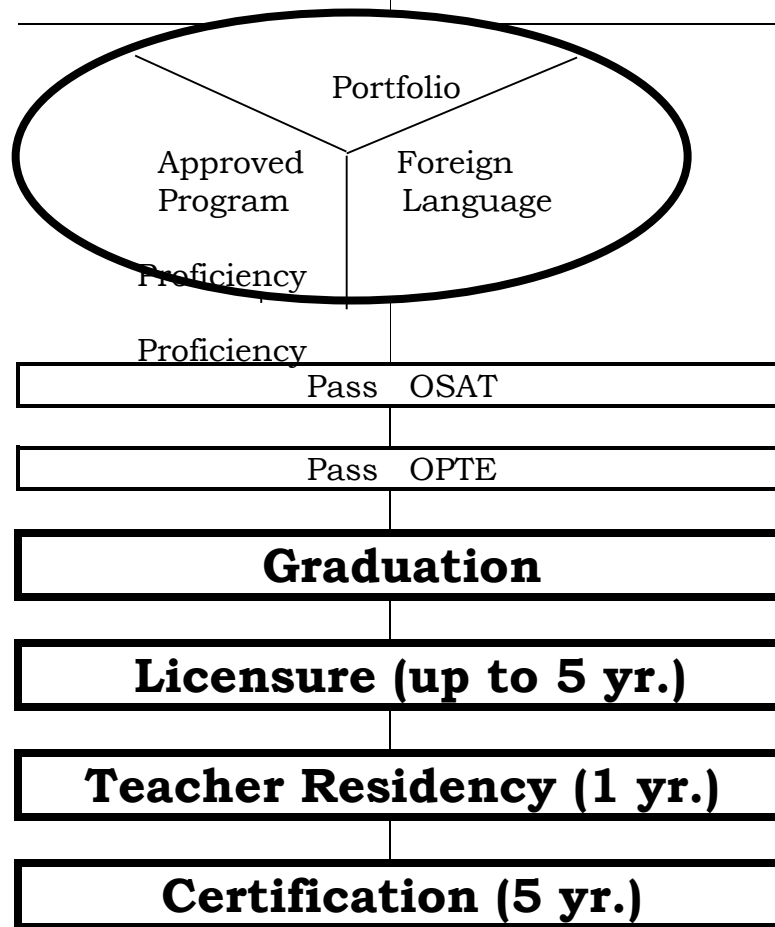 Portfolio
Approved Foreign
Program Language
Proficiency
Proficiency
Pass OSAT
Pass OPTE
Graduation
Licensure (up to 5 yr.)
Teacher Residency (1 yr.)
Certification (5 yr.)